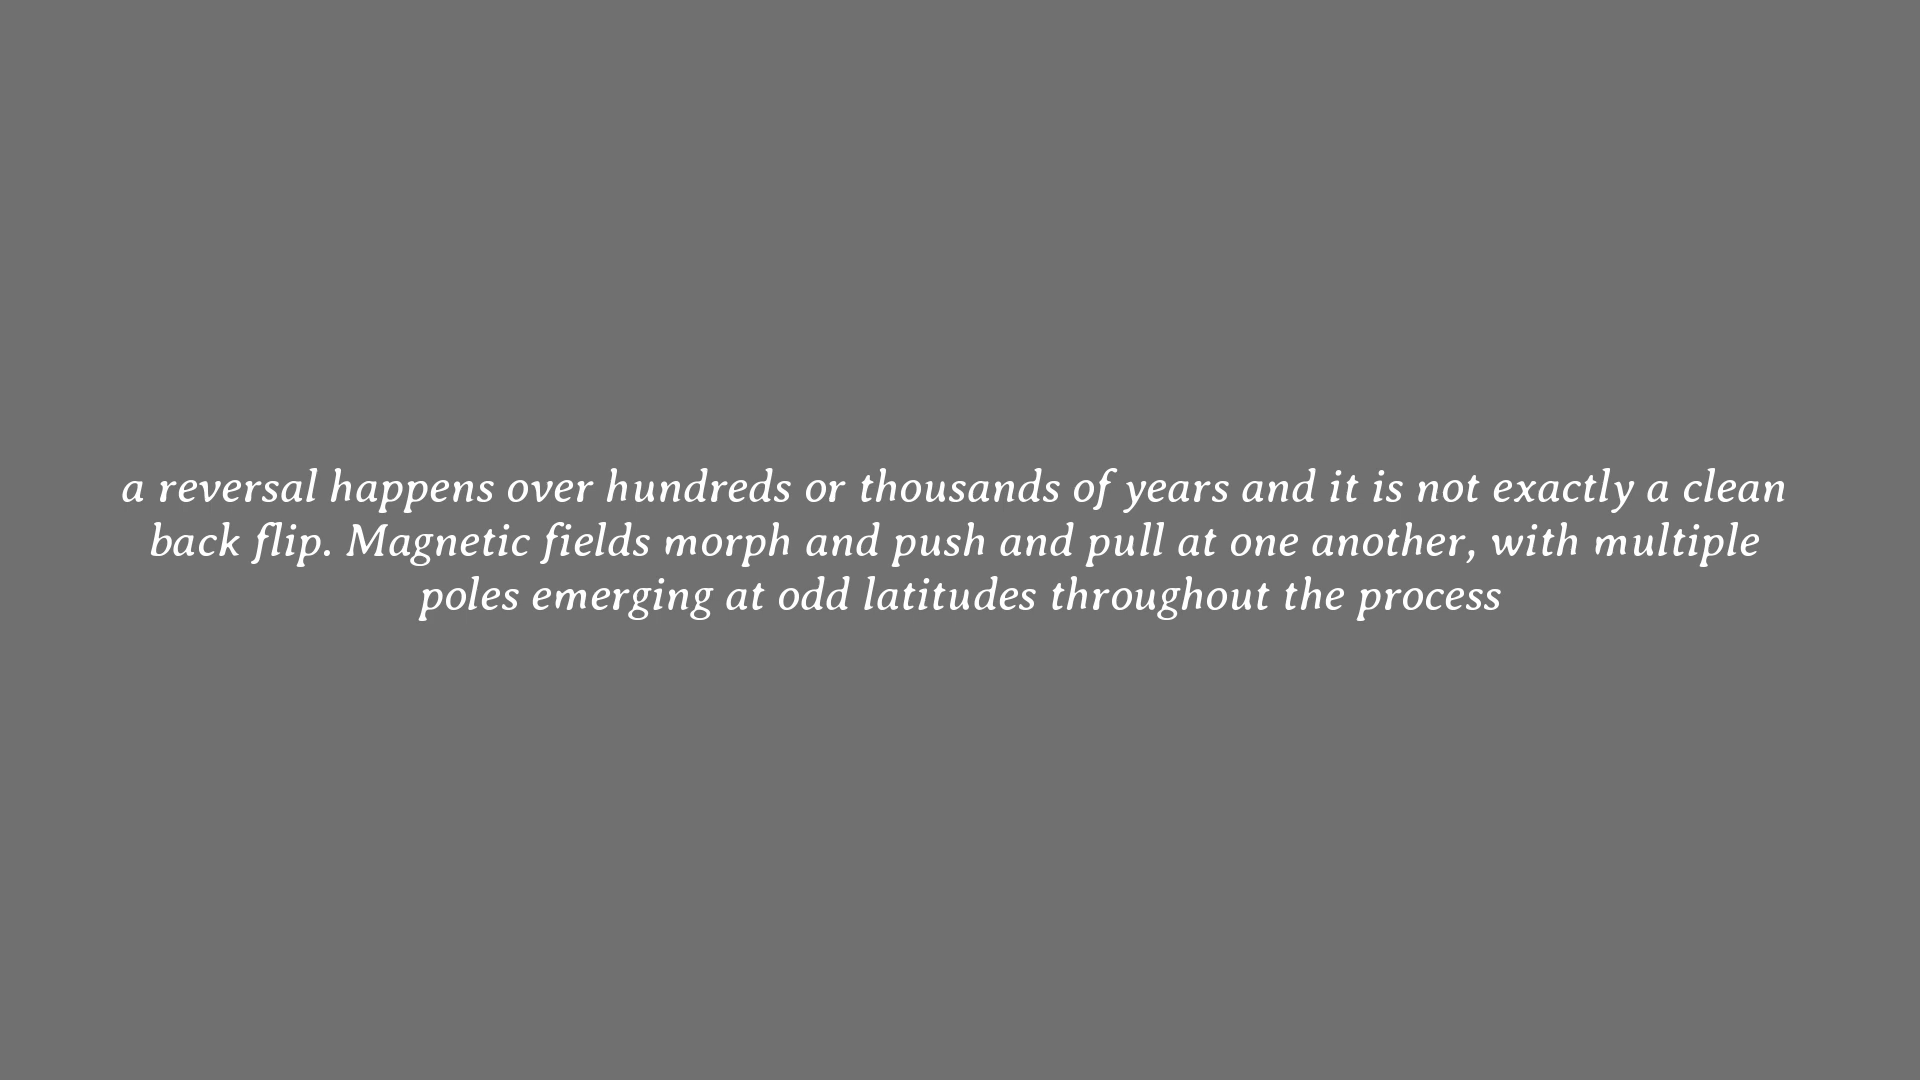 a reversal happens over hundreds or thousands of years and it is not exactly a clean
back flip. Magnetic fields morph and push and pull at one another, with multiple
poles emerging at odd latitudes throughout the process